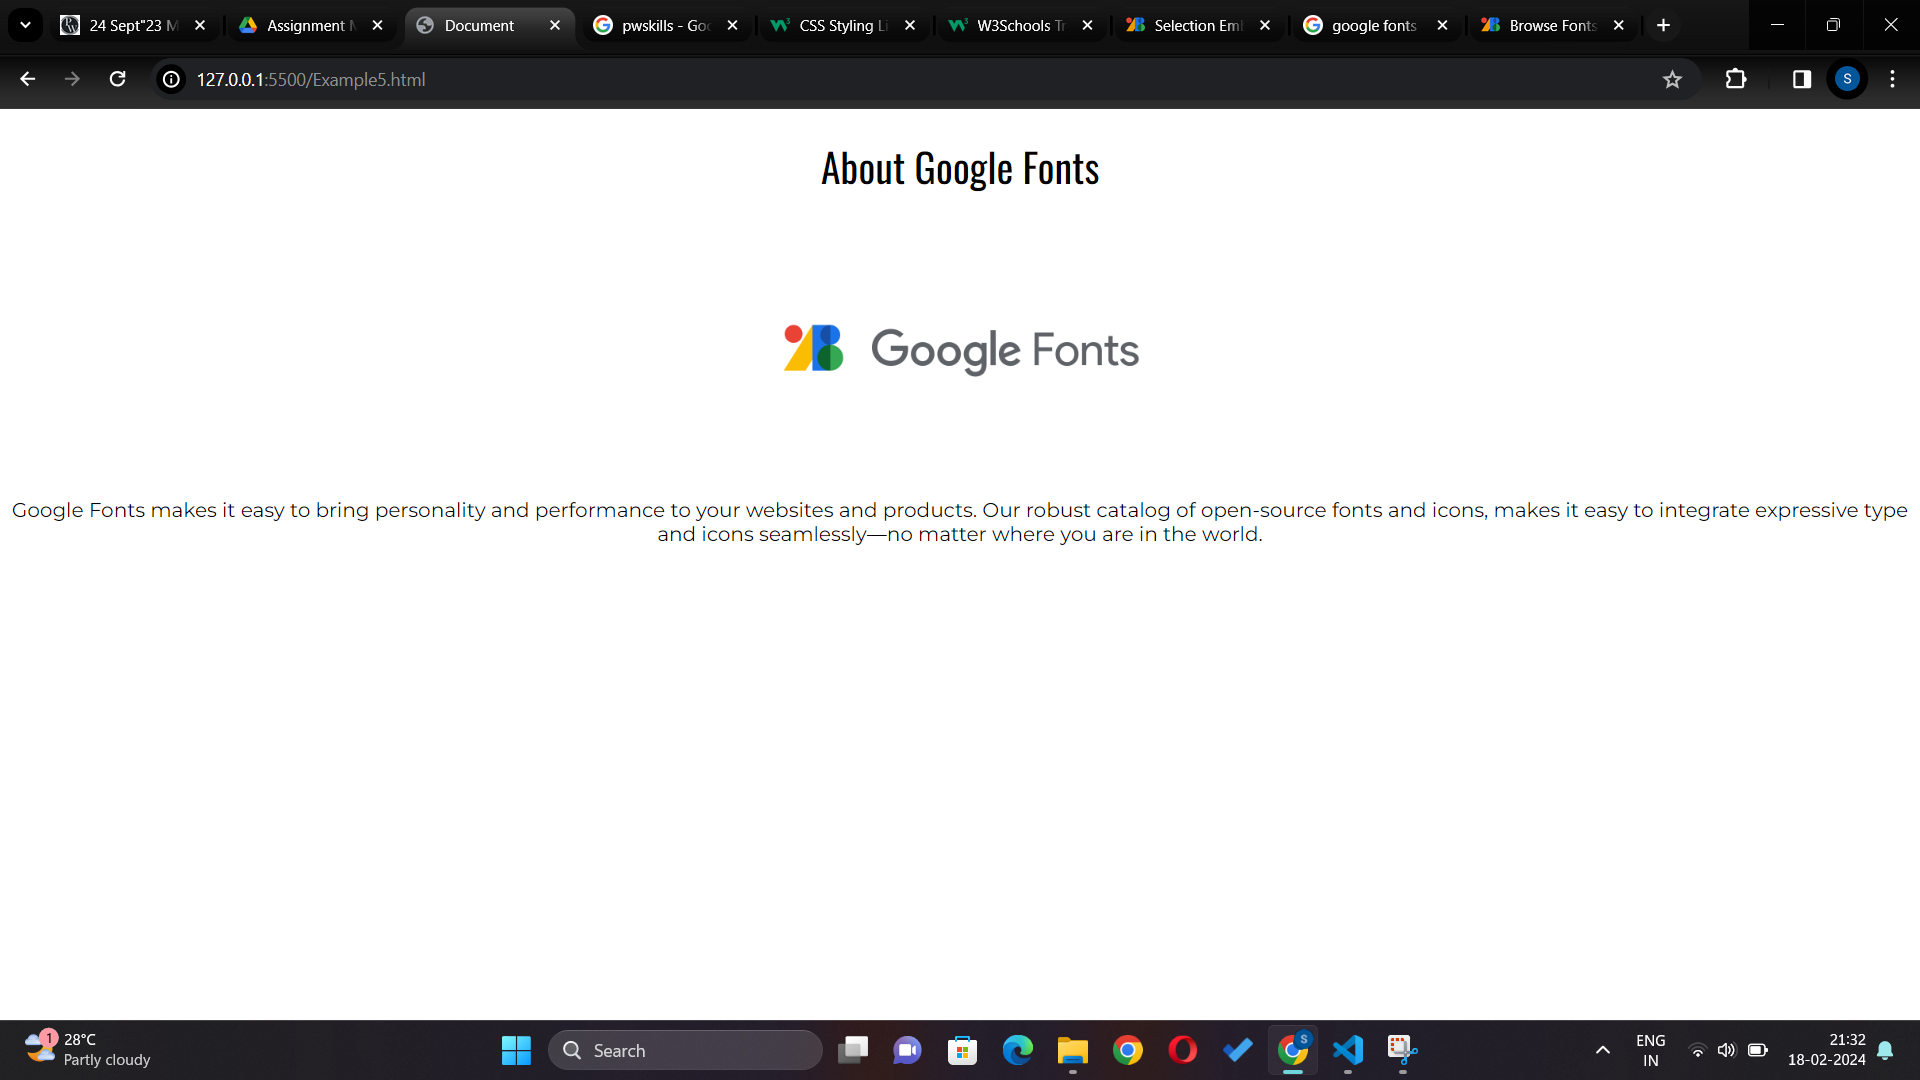 24 Sept"23 M
Assignment M
Document
pwskills - Goo
CSS Styling Li
W3Schools Tr
Selection Emb
google fonts
Browse Fonts
127.0.0.1:5500/Example5.html
S
About Google Fonts
Google Fonts
Google Fonts makes it easy to bring personality and performance to your websites and products. Our robust catalog of open-source fonts and icons, makes it easy to integrate expressive type
and icons seamlessly—no matter where you are in the world.
1
28°C
Partly cloudy
Search
S
ENG
IN
21:32
18-02-2024